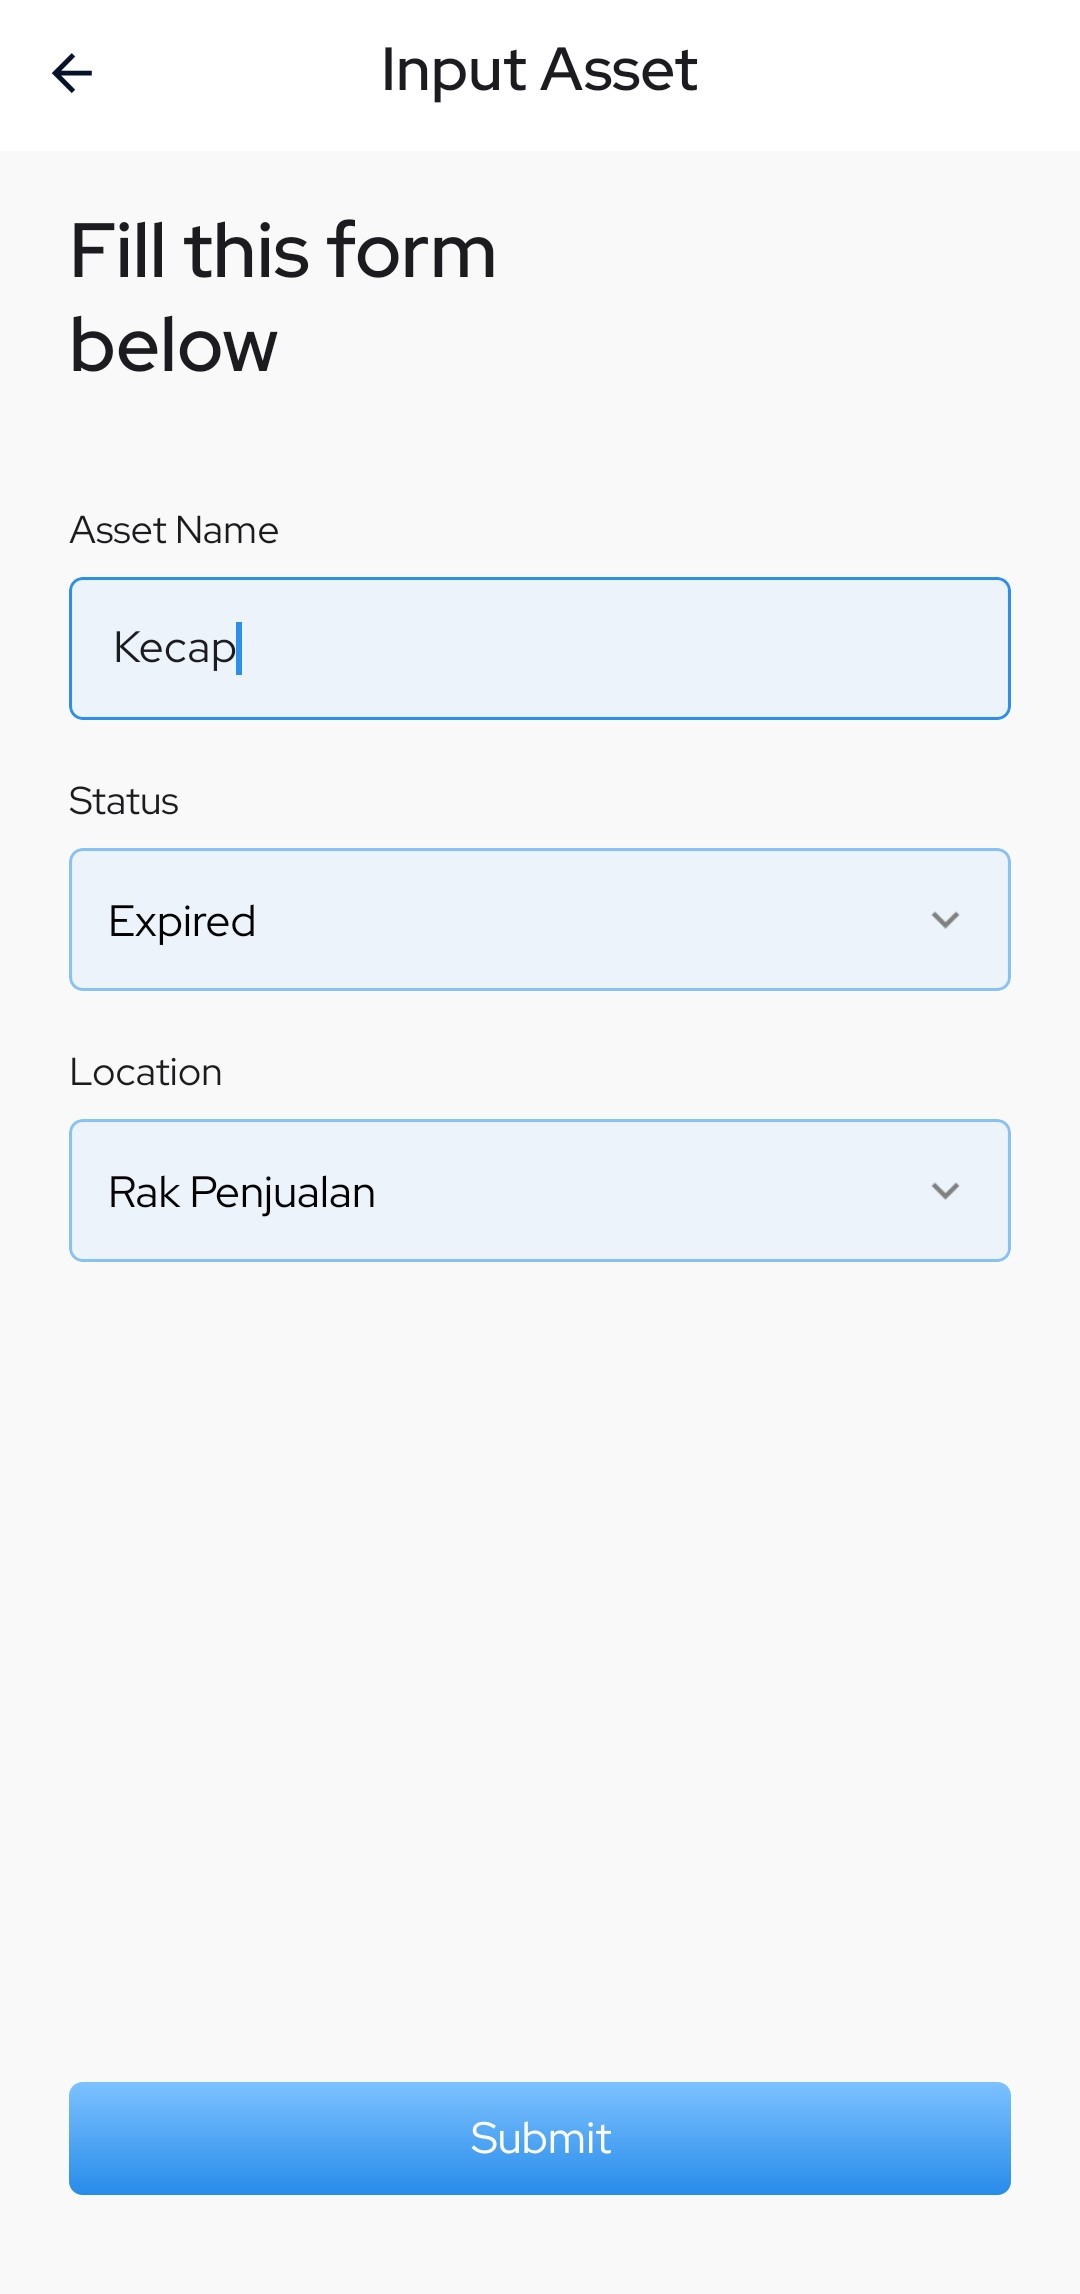 Input Asset
Fill this form
below
Asset Name
Kecap
Status
Expired
Location
Rak Penjualan
Submit